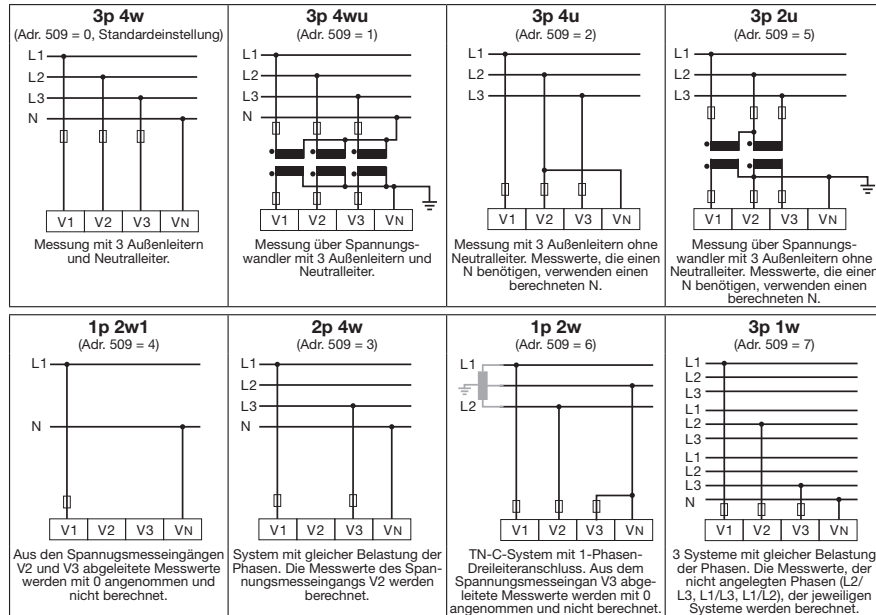 3p 4w
(Adr. 509 = 0, Standardeinstellung)
L1
L2
L3
N
V1 V2 V3 VN
Messung mit 3 Außenleitern
und Neutralleiter.
3p 4wu
(Adr. 509 = 1)
L1
L2
L3
N
V1 V2 V3 VN
Messung über Spannungs-
wandler mit 3 Außenleitern und
Neutralleiter.
3p 4u
(Adr. 509 = 2)
L1
L2
L3
V1 V2 V3 VN
Messung mit 3 Außenleitern ohne
Neutralleiter. Messwerte, die einen
N benötigen, verwenden einen
berechneten N.
3p 2u
(Adr. 509 = 5)
L1
L2
L3
V1 V2 V3 VN
Messung über Spannungs-
wandler mit 3 Außenleitern ohne
Neutralleiter. Messwerte, die einen
N benötigen, verwenden einen
berechneten N.
1p 2w1
(Adr. 509 = 4)
L1
N
V1 V2 V3 VN
Aus den Spannugsmesseingängen
V2 und V3 abgeleitete Messwerte
werden mit 0 angenommen und
nicht berechnet.
2p 4w
(Adr. 509 = 3)
L1
L2
L3
N
V1 V2 V3 VN
System mit gleicher Belastung der
Phasen. Die Messwerte des Span-
nungsmesseingangs V2 werden
berechnet.
1p 2w
(Adr. 509 = 6)
L1
L2
V1 V2 V3 VN
TN-C-System mit 1-Phasen-
Dreileiteranschluss. Aus dem
Spannungsmesseingan V3 abge-
leitete Messwerte werden mit 0
angenommen und nicht berechnet.
3p 1w
(Adr. 509 = 7)
L1
L2
L3
L1
L2
L3
L1
L2
L3
N
V1 V2 V3 VN
3 Systeme mit gleicher Belastung
der Phasen. Die Messwerte, der
nicht angelegten Phasen (L2/
L3, L1/L3, L1/L2), der jeweiligen
Systeme werden berechnet.